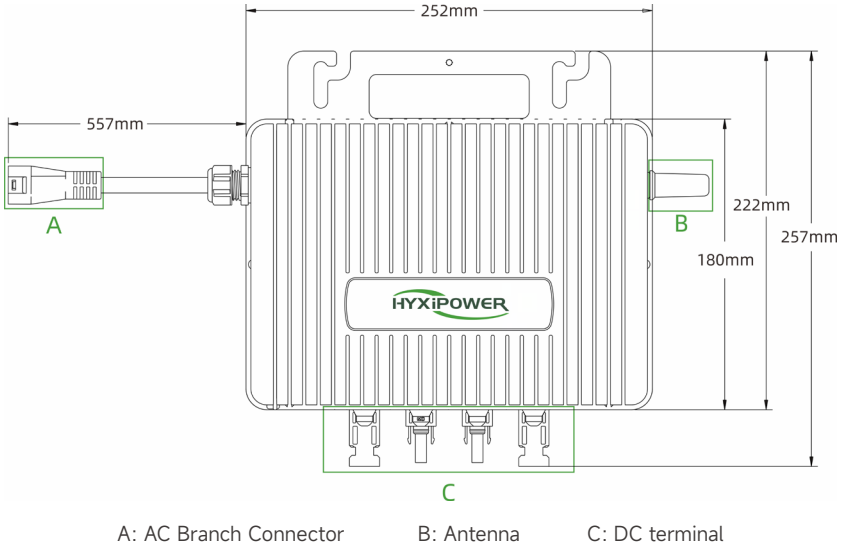 252mm
557mm
A
B
222mm
257mm
180mm
HYXiPOWER
C
A: AC Branch Connector B: Antenna C: DC terminal